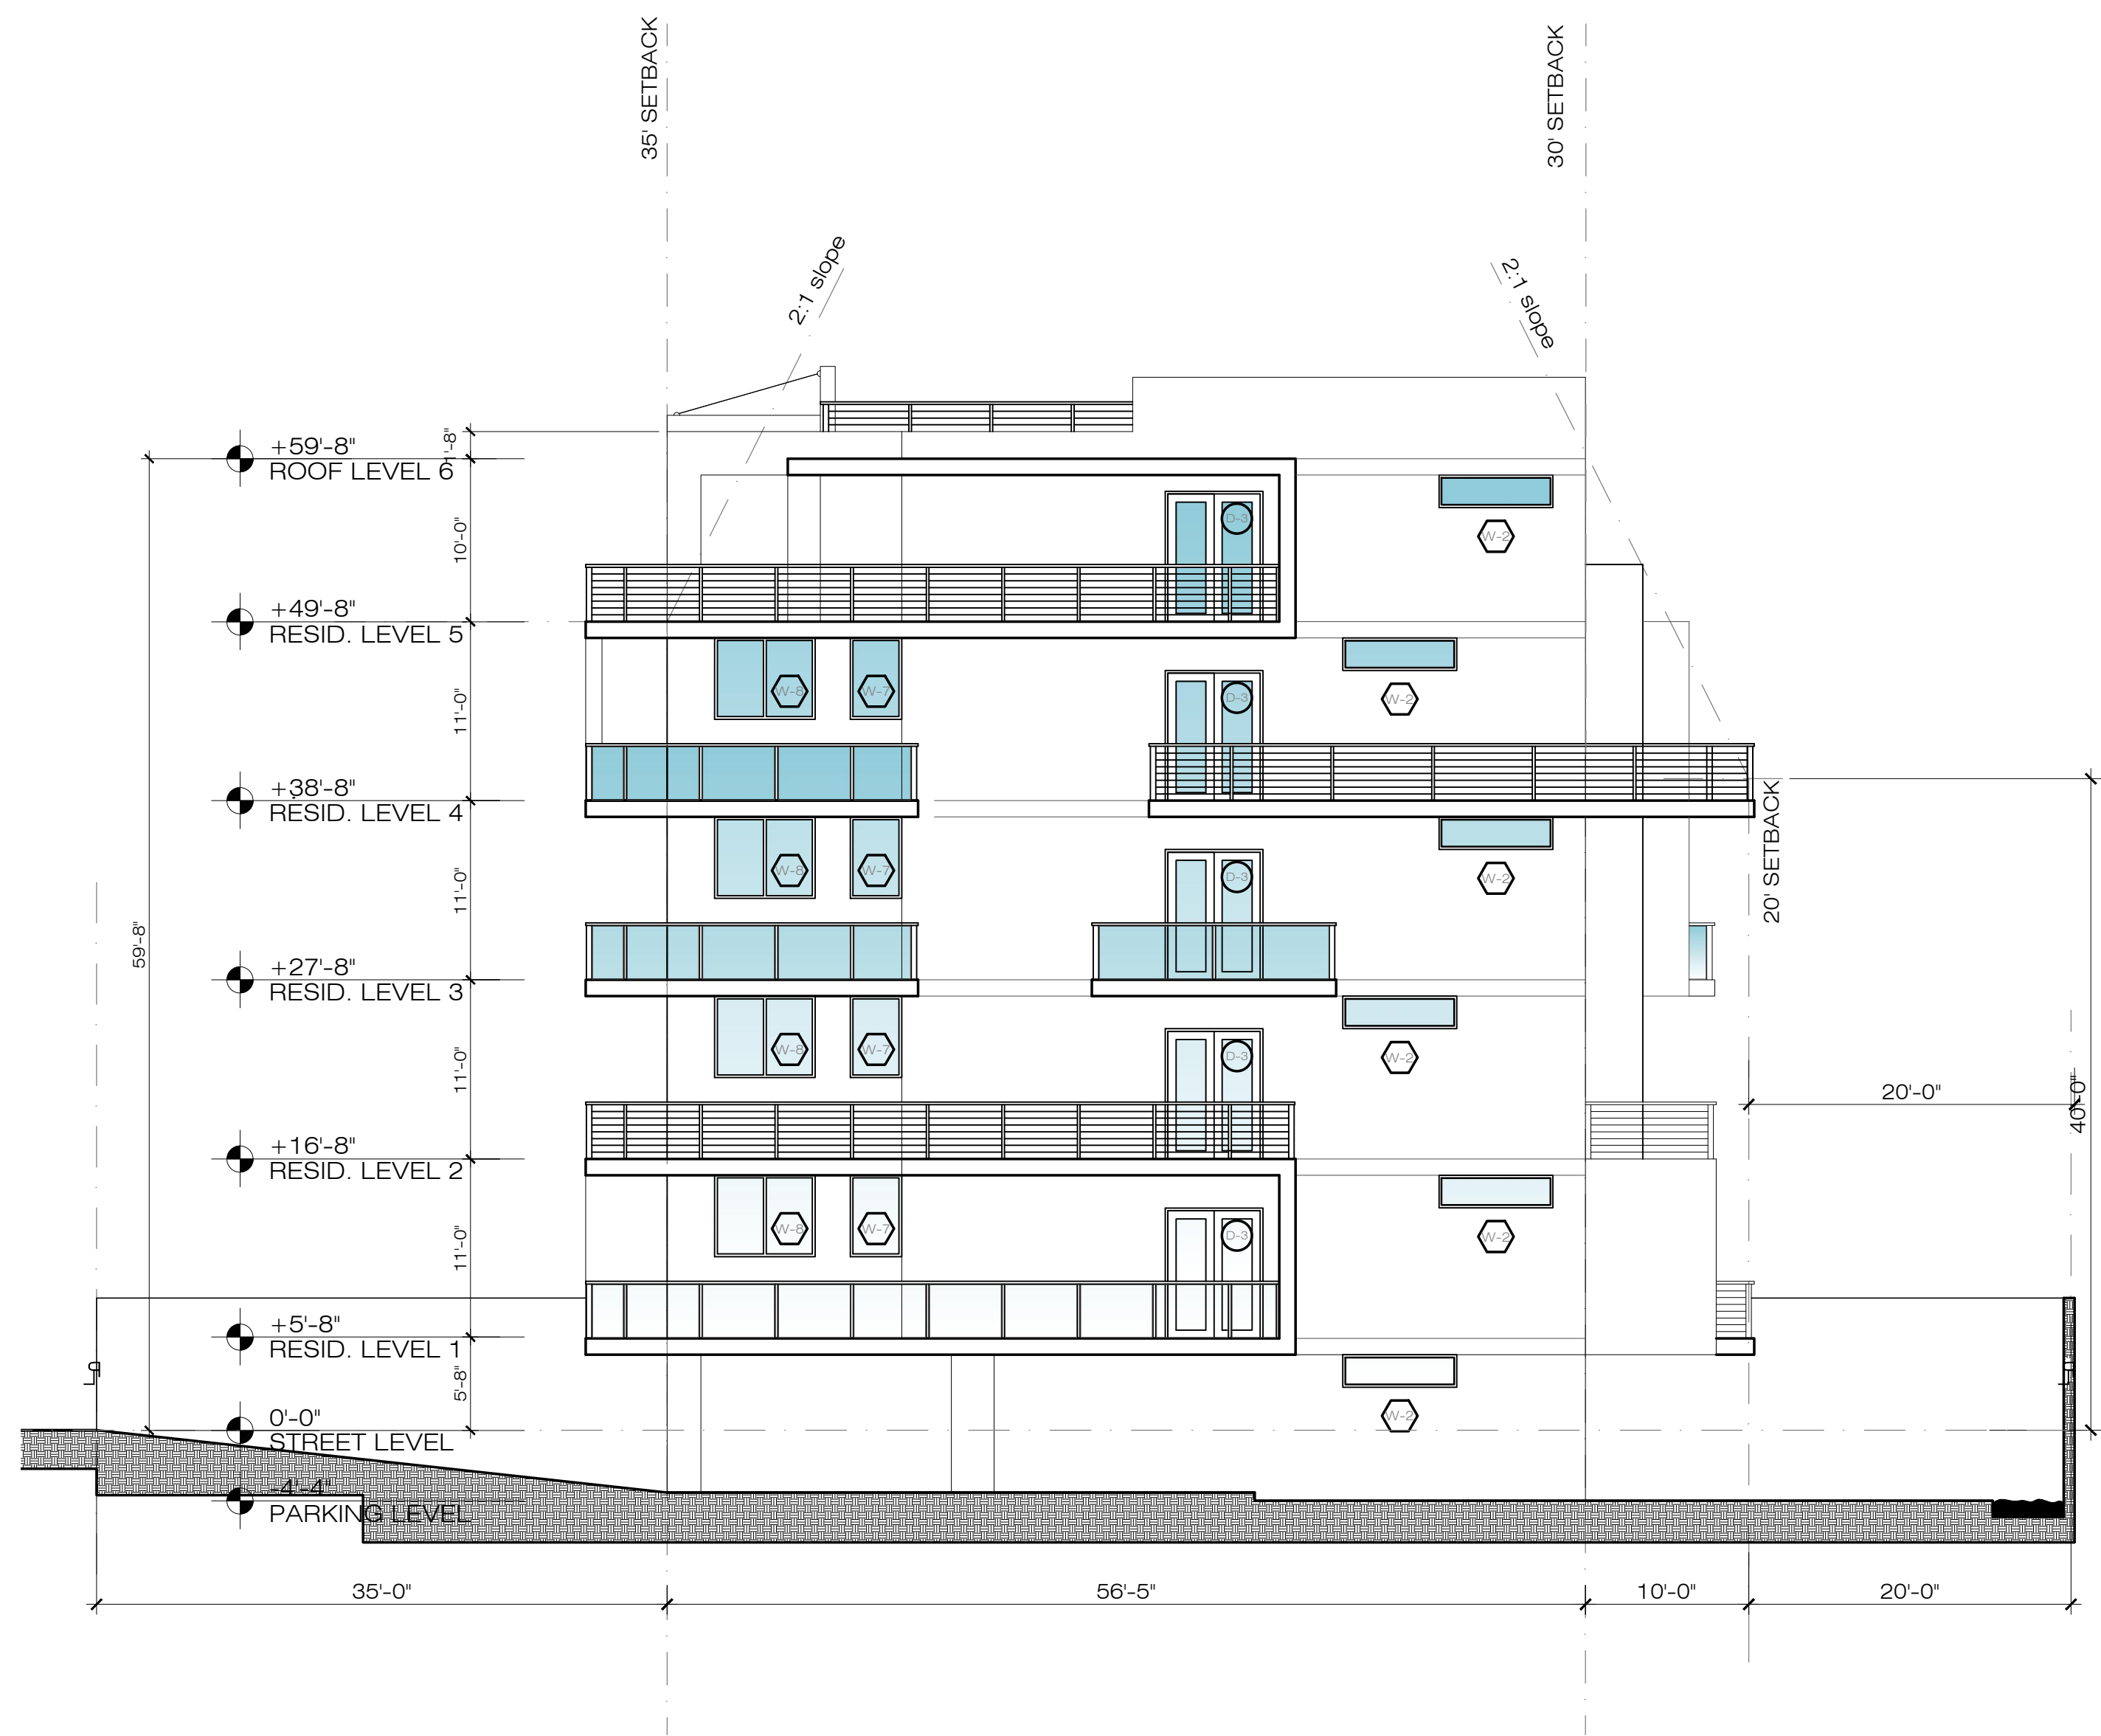 35' SETBACK
30' SETBACK
2:1 slope
2:1 slope
+59'-8"
ROOF LEVEL 6
1'-8"
10'-0"
D-3
W-2
+49'-8"
RESID. LEVEL 5
11'-0"
W-8
W-7
D-3
W-2
+38'-8"
RESID. LEVEL 4
20' SETBACK
11'-0"
W-8
W-7
D-3
W-2
59'-8"
+27'-8"
RESID. LEVEL 3
11'-0"
W-8
W-7
D-3
W-2
20'-0"
40'-0"
+16'-8"
RESID. LEVEL 2
11'-0"
W-8
W-7
D-3
W-2
+5'-8"
RESID. LEVEL 1
5'-8"
W-2
0'-0"
STREET LEVEL
-4'-4"
PARKING LEVEL
35'-0"
56'-5"
10'-0"
20'-0"